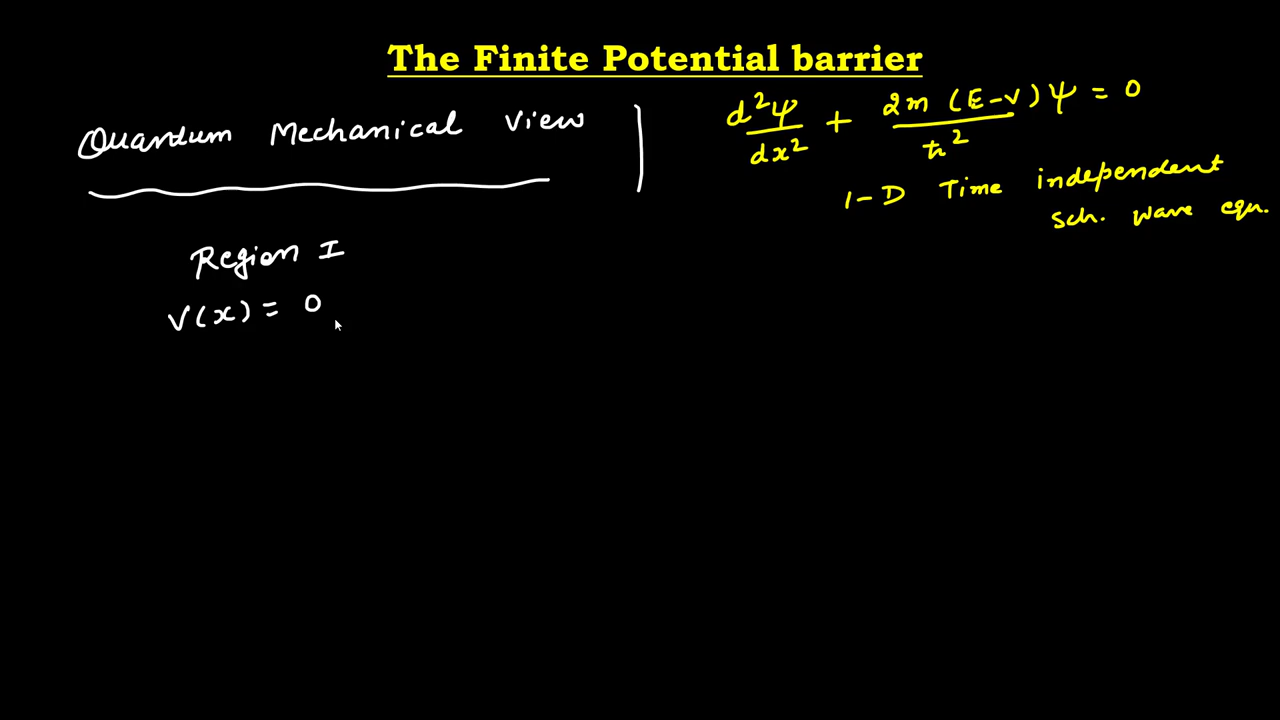 The Finite Potential barrier
Quantum Mechanical View
d²ψ/dx² + 2m (E-V)/ħ² ψ = 0
1-D Time independent
Sch. wave eqn.
Region I
V(x) = 0